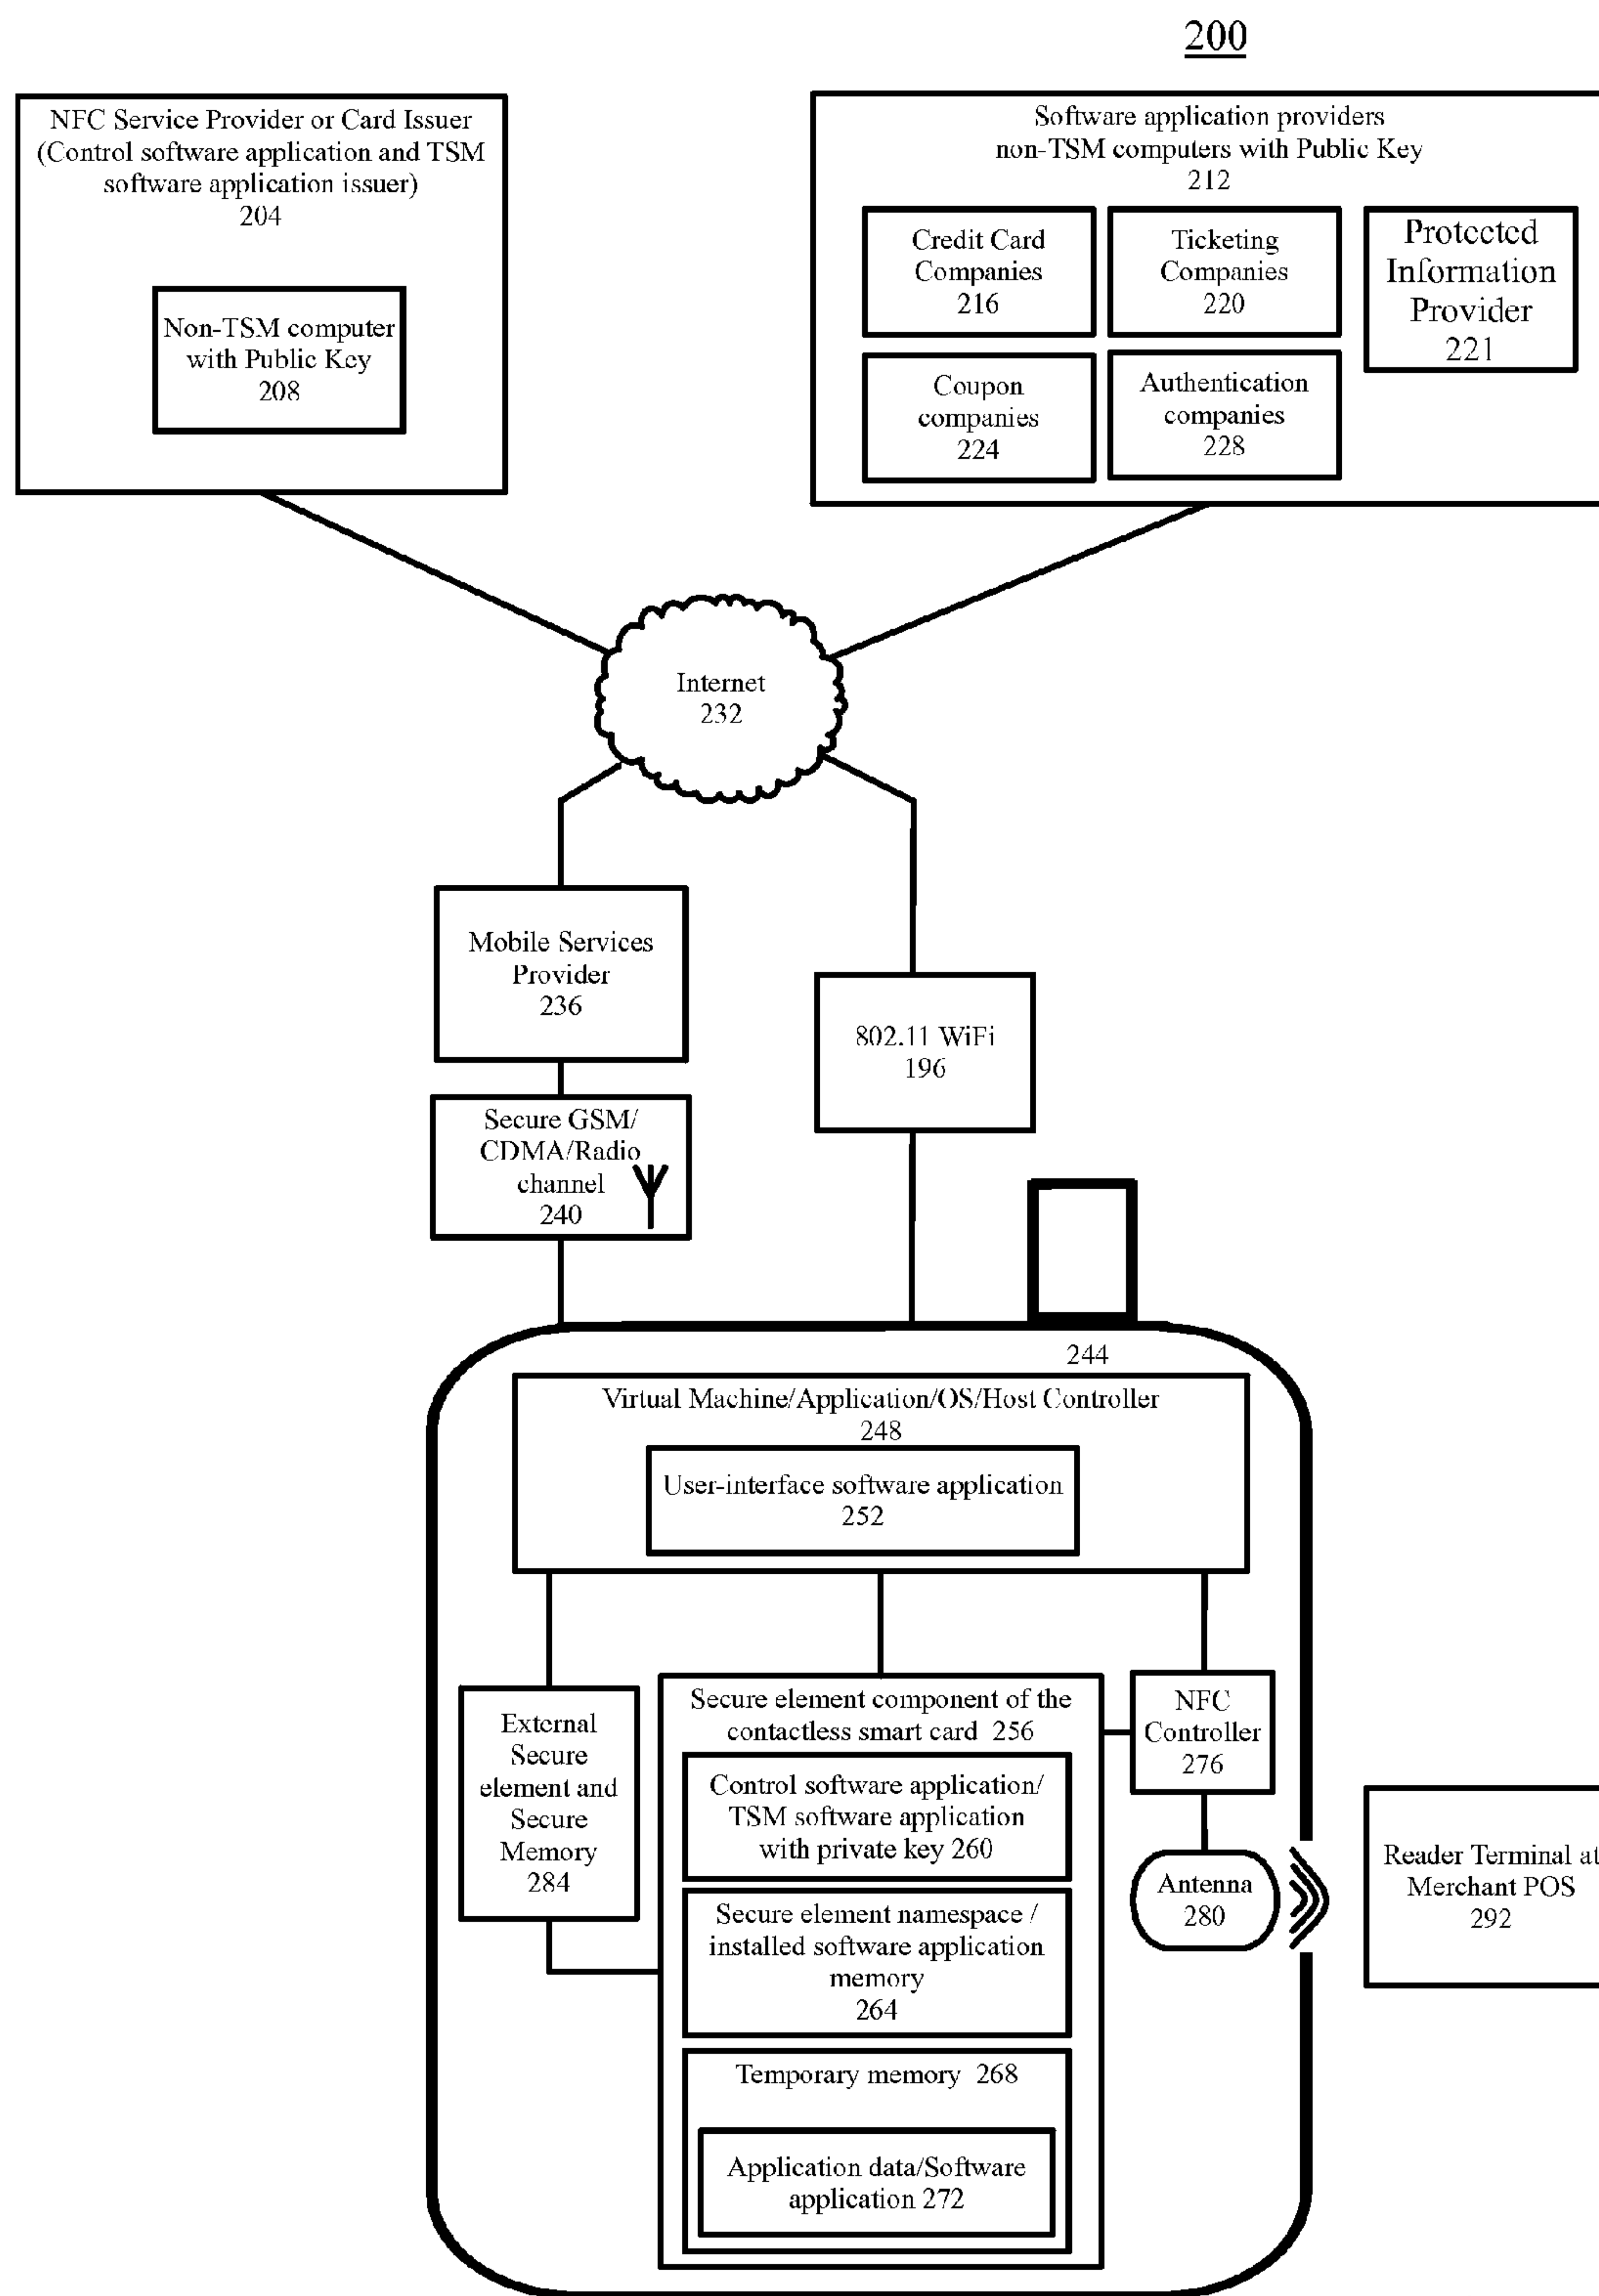 200
NFC Service Provider or Card Issuer
(Control software application and TSM
software application issuer)
204
Non-TSM computer
with Public Key
208
Software application providers
non-TSM computers with Public Key
212
Credit Card
Companies
216
Ticketing
Companies
220
Protected
Information
Provider
221
Coupon
companies
224
Authentication
companies
228
Internet
232
Mobile Services
Provider
236
802.11 WiFi
196
Secure GSM/
CDMA/Radio
channel
240
244
Virtual Machine/Application/OS/Host Controller
248
User-interface software application
252
External
Secure
element and
Secure
Memory
284
Secure element component of the
contactless smart card 256
Control software application/
TSM software application
with private key 260
Secure element namespace /
installed software application
memory
264
Temporary memory 268
Application data/Software
application 272
NFC
Controller
276
Antenna
280
Reader Terminal at
Merchant POS
292